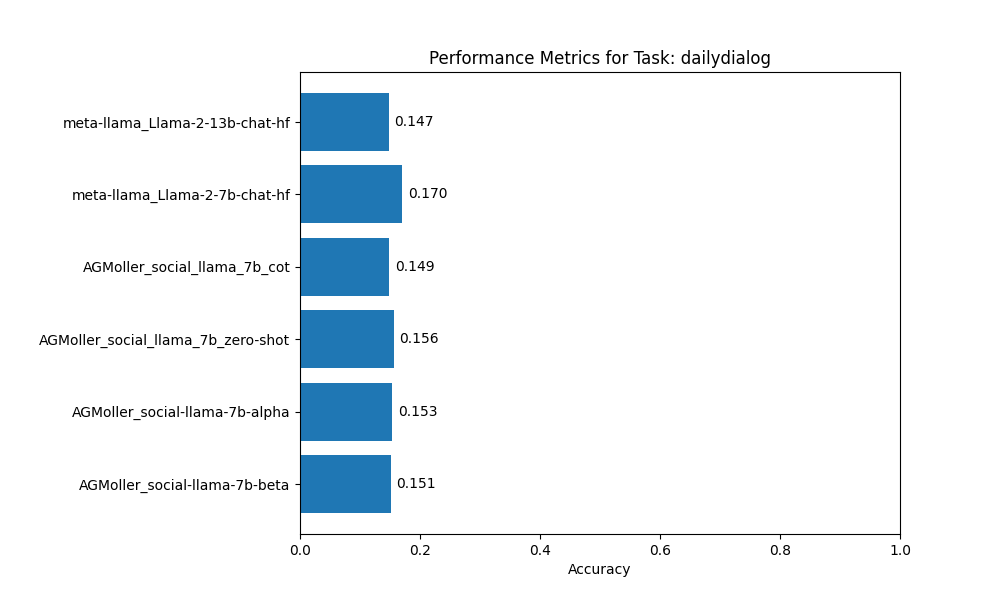 Performance Metrics for Task: dailydialog
meta-llama_Llama-2-13b-chat-hf 0.147
meta-llama_Llama-2-7b-chat-hf 0.170
AGMoller_social_llama_7b_cot 0.149
AGMoller_social_llama_7b_zero-shot 0.156
AGMoller_social-llama-7b-alpha 0.153
AGMoller_social-llama-7b-beta 0.151
0.0 0.2 0.4 0.6 0.8 1.0
Accuracy